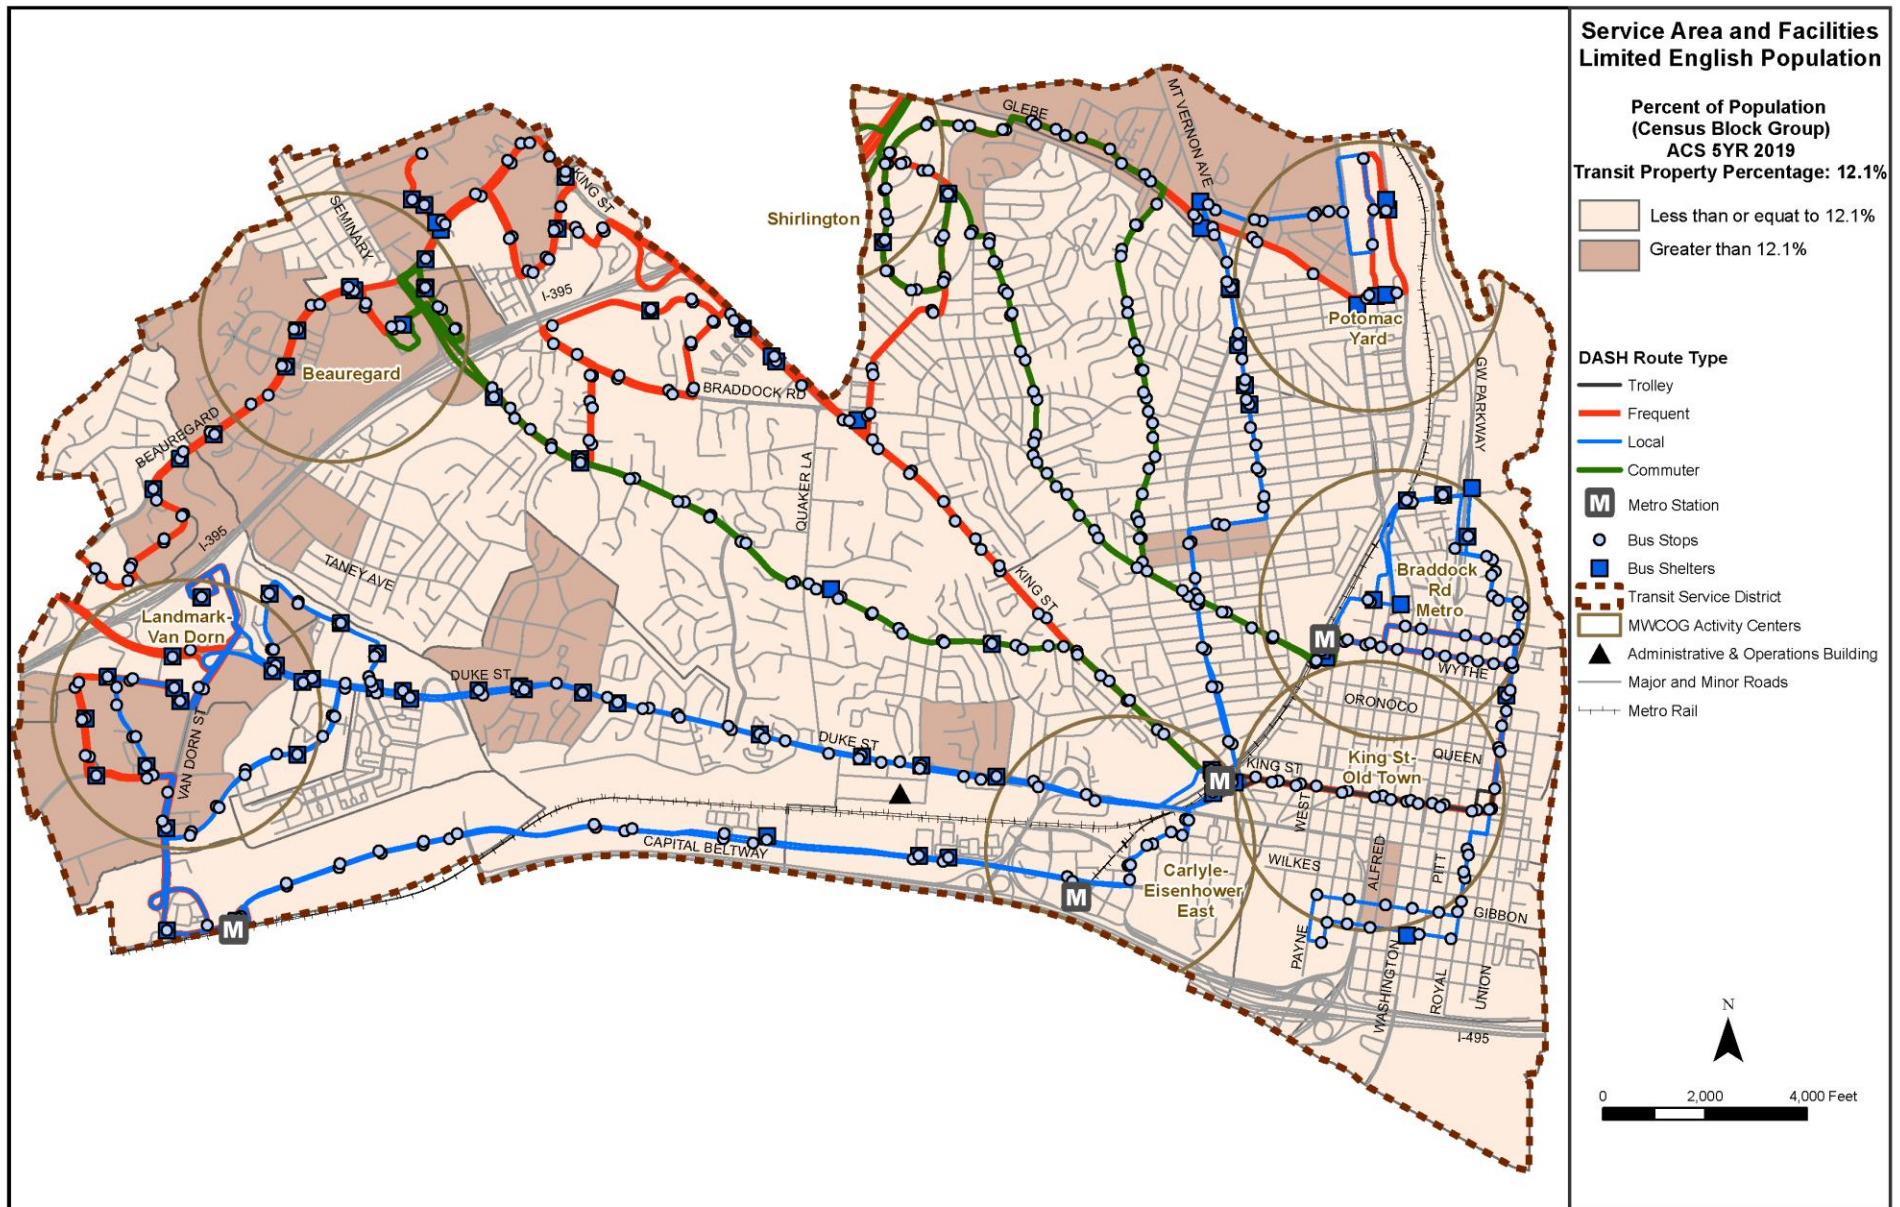 Service Area and Facilities
Limited English Population
Percent of Population
(Census Block Group)
ACS 5YR 2019
Transit Property Percentage: 12.1%
Less than or equal to 12.1%
Greater than 12.1%
DASH Route Type
Trolley
Frequent
Local
Commuter
M
Metro Station
Bus Stops
Bus Shelters
Transit Service District
MWCOG Activity Centers
Administrative & Operations Building
Major and Minor Roads
Metro Rail
N
0
2,000
4,000 Feet
GLEBE
MT VERNON AVE
KING ST
SEMINARY
Shirlington
I-395
Potomac
Yard
Beauregard
BRADDOCK RD
GW PARKWAY
BEAUREGARD
QUAKER LA
I-395
TANEY AVE
KING ST
Braddock
Rd
Metro
Landmark-
Van Dorn
M
WYTHE
DUKE ST
ORONOCO
VAN DORN ST
DUKE ST
QUEEN
KING ST
King St-
Old Town
M
WEST
CAPITAL BELTWAY
WILKES
ALFRED
PITT
Carlyle-
Eisenhower
East
M
GIBBON
M
PAYNE
WASHINGTON
ROYAL
UNION
I-495